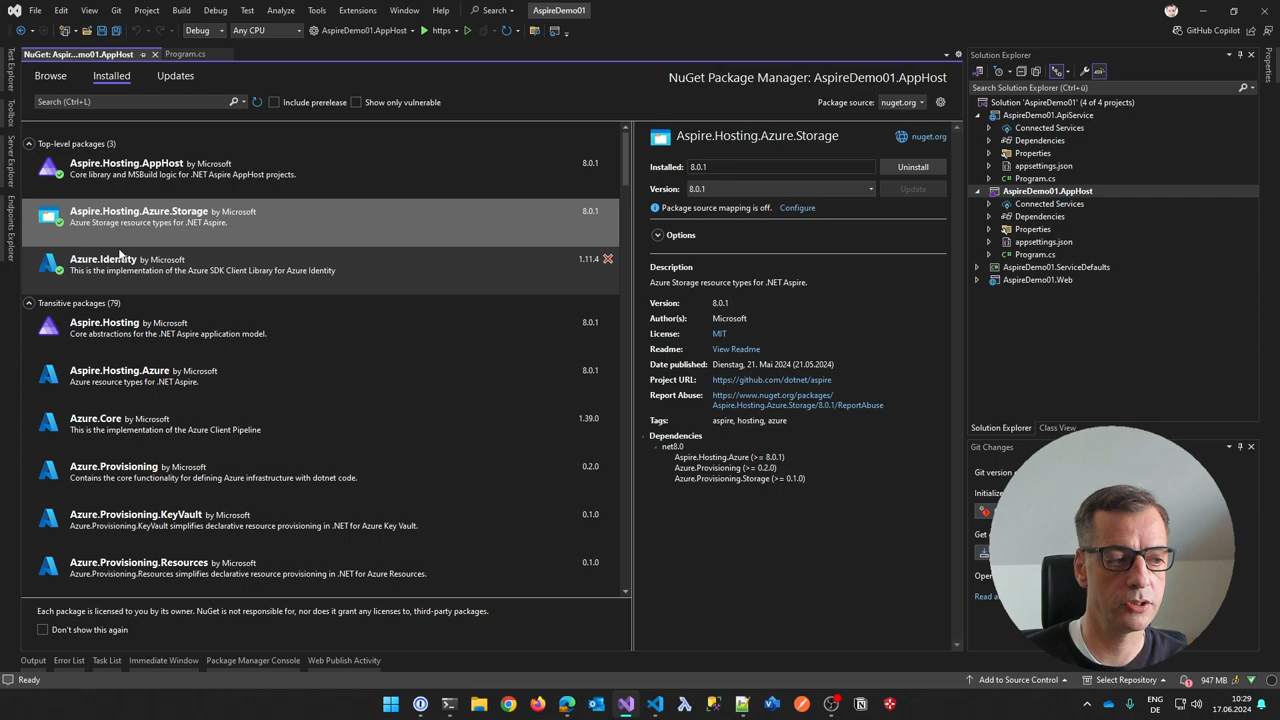 File Edit View Git Project Build Debug Test Analyze Tools Extensions Window Help Search AspireDemo01
Debug Any CPU AspireDemo01.AppHost https GitHub Copilot
NuGet: Aspir...mo01.AppHost Program.cs
Browse Installed Updates
NuGet Package Manager: AspireDemo01.AppHost
Search (Ctrl+L) Include prerelease Show only vulnerable
Package source: nuget.org
Top-level packages (3)
Aspire.Hosting.AppHost by Microsoft 8.0.1
Core library and MSBuild logic for .NET Aspire AppHost projects.
Aspire.Hosting.Azure.Storage by Microsoft 8.0.1
Azure Storage resource types for .NET Aspire.
Azure.Identity by Microsoft 1.11.4
This is the implementation of the Azure SDK Client Library for Azure Identity
Transitive packages (79)
Aspire.Hosting by Microsoft 8.0.1
Core abstractions for the .NET Aspire application model.
Aspire.Hosting.Azure by Microsoft 8.0.1
Azure resource types for .NET Aspire.
Azure.Core by Microsoft 1.39.0
This is the implementation of the Azure Client Pipeline
Azure.Provisioning by Microsoft 0.2.0
Contains the core functionality for defining Azure infrastructure with dotnet code.
Azure.Provisioning.KeyVault by Microsoft 0.1.0
Azure.Provisioning.KeyVault simplifies declarative resource provisioning in .NET for Azure Key Vault.
Azure.Provisioning.Resources by Microsoft 0.1.0
Azure.Provisioning.Resources simplifies declarative resource provisioning in .NET for Azure Resources.
Each package is licensed to you by its owner. NuGet is not responsible for, nor does it grant any licenses to, third-party packages.
Don't show this again
Aspire.Hosting.Azure.Storage nuget.org
Installed: 8.0.1 Uninstall
Version: 8.0.1 Update
Package source mapping is off. Configure
Options
Description
Azure Storage resource types for .NET Aspire.
Version: 8.0.1
Author(s): Microsoft
License: MIT
Readme: View Readme
Date published: Dienstag, 21. Mai 2024 (21.05.2024)
Project URL: https://github.com/dotnet/aspire
Report Abuse: https://www.nuget.org/packages/
Aspire.Hosting.Azure.Storage/8.0.1/ReportAbuse
Tags: aspire, hosting, azure
Dependencies
net8.0
Aspire.Hosting.Azure (>= 8.0.1)
Azure.Provisioning (>= 0.2.0)
Azure.Provisioning.Storage (>= 0.1.0)
Test Explorer
Toolbox
Server Explorer
Endpoints Explorer
Properties
Solution Explorer
Search Solution Explorer (Ctrl+ü)
Solution 'AspireDemo01' (4 of 4 projects)
AspireDemo01.ApiService
Connected Services
Dependencies
Properties
appsettings.json
Program.cs
AspireDemo01.AppHost
Connected Services
Dependencies
Properties
appsettings.json
Program.cs
AspireDemo01.ServiceDefaults
AspireDemo01.Web
Solution Explorer Class View
Git Changes
Git version
Initialize
Get
Open
Read
Output Error List Task List Immediate Window Package Manager Console Web Publish Activity
Ready Add to Source Control Select Repository 947 MB
EN
DE
10:29
17.06.2024